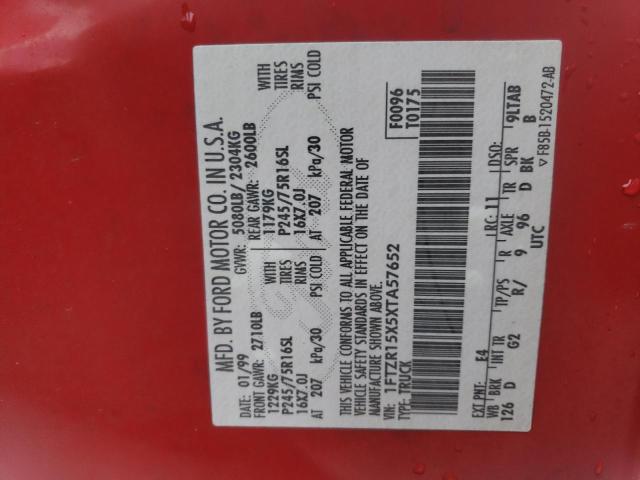 MFD. BY FORD MOTOR CO. IN U.S.A.
DATE: 01/99 GVWR: 5080LB/ 2304KG
FRONT GAWR: 2710LB REAR GAWR: 2600LB
1229KG WITH 1179KG WITH
P245/75R16SL TIRES P245/75R16SL TIRES
16X7.0J RIMS 16X7.0J RIMS
AT 207 kPa/30 PSI COLD AT 207 kPa/30 PSI COLD
THIS VEHICLE CONFORMS TO ALL APPLICABLE FEDERAL MOTOR
VEHICLE SAFETY STANDARDS IN EFFECT ON THE DATE OF
MANUFACTURE SHOWN ABOVE.
VIN: 1FTZR15X5XTA57652
TYPE: TRUCK
F0096
T0175
EXT PNT: E4 RC: 11 DSO:
WB BRK INT TR TP/PS R AXLE TR SPR 9LTAB
126 D G2 R/ 9 96 D BK B
UTC ▽ F85B-1520472-AB